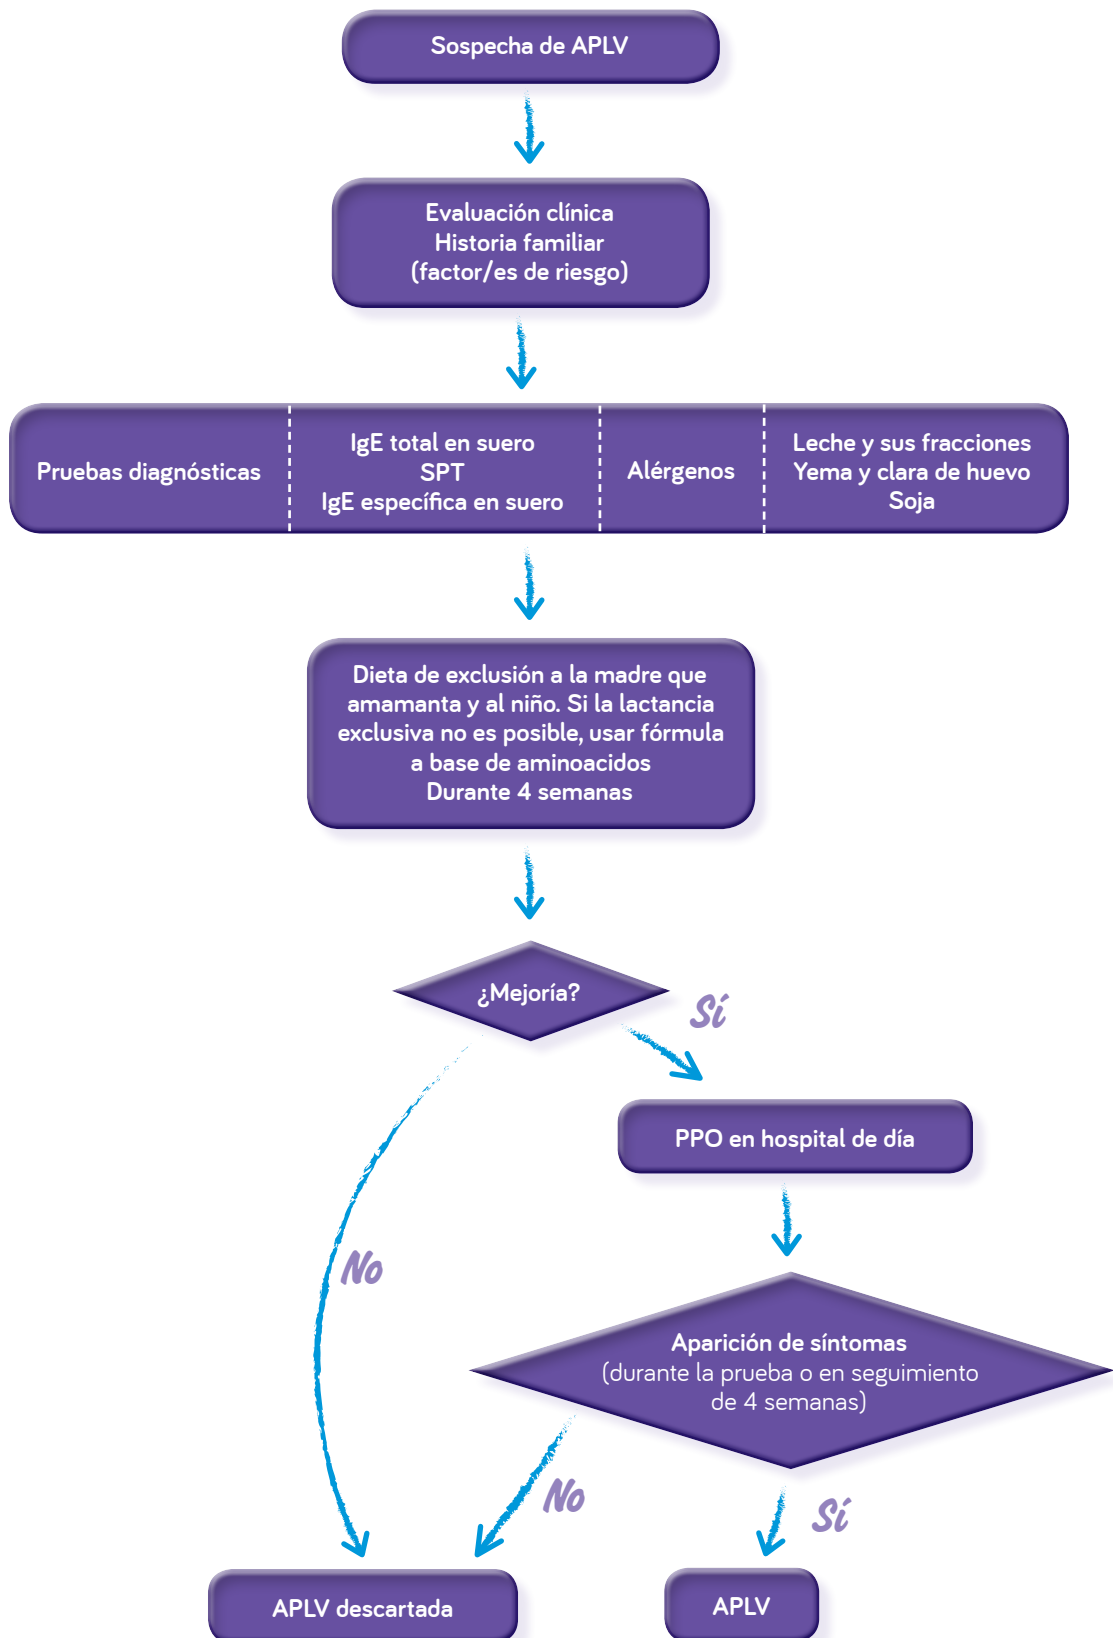 Sospecha de APLV
Evaluación clínica
Historia familiar
(factor/es de riesgo)
Pruebas diagnósticas
IgE total en suero
SPT
IgE específica en suero
Alérgenos
Leche y sus fracciones
Yema y clara de huevo
Soja
Dieta de exclusión a la madre que
amamanta y al niño. Si la lactancia
exclusiva no es posible, usar fórmula
a base de aminoacidos
Durante 4 semanas
¿Mejoría?
Sí
PPO en hospital de día
No
Aparición de síntomas
(durante la prueba o en seguimiento
de 4 semanas)
No
Sí
APLV descartada
APLV